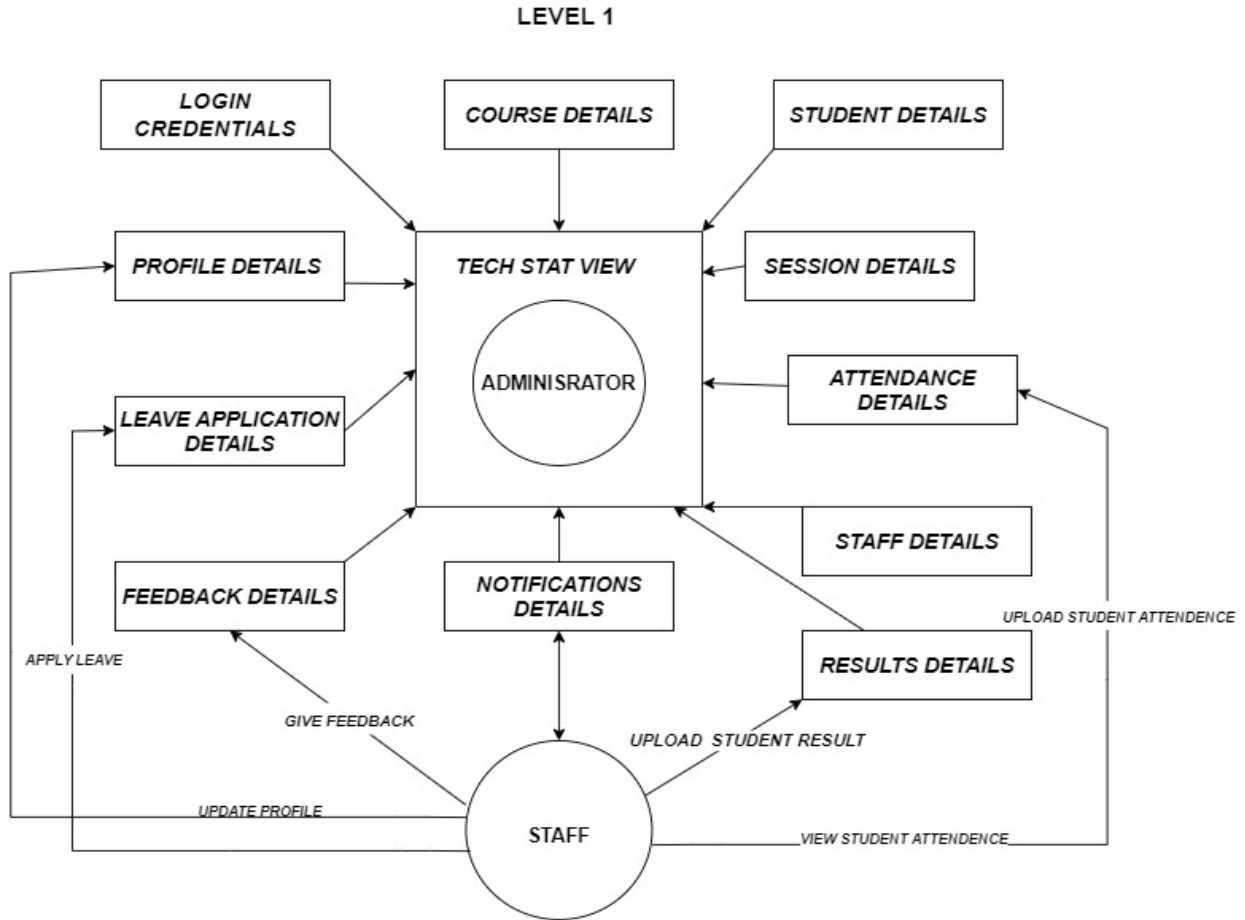 LEVEL 1
LOGIN
CREDENTIALS
COURSE DETAILS
STUDENT DETAILS
PROFILE DETAILS
TECH STAT VIEW
SESSION DETAILS
ADMINISRATOR
ATTENDANCE
DETAILS
LEAVE APPLICATION
DETAILS
STAFF DETAILS
FEEDBACK DETAILS
NOTIFICATIONS
DETAILS
UPLOAD STUDENT ATTENDENCE
APPLY LEAVE
RESULTS DETAILS
GIVE FEEDBACK
UPLOAD STUDENT RESULT
UPDATE PROFILE
STAFF
VIEW STUDENT ATTENDENCE